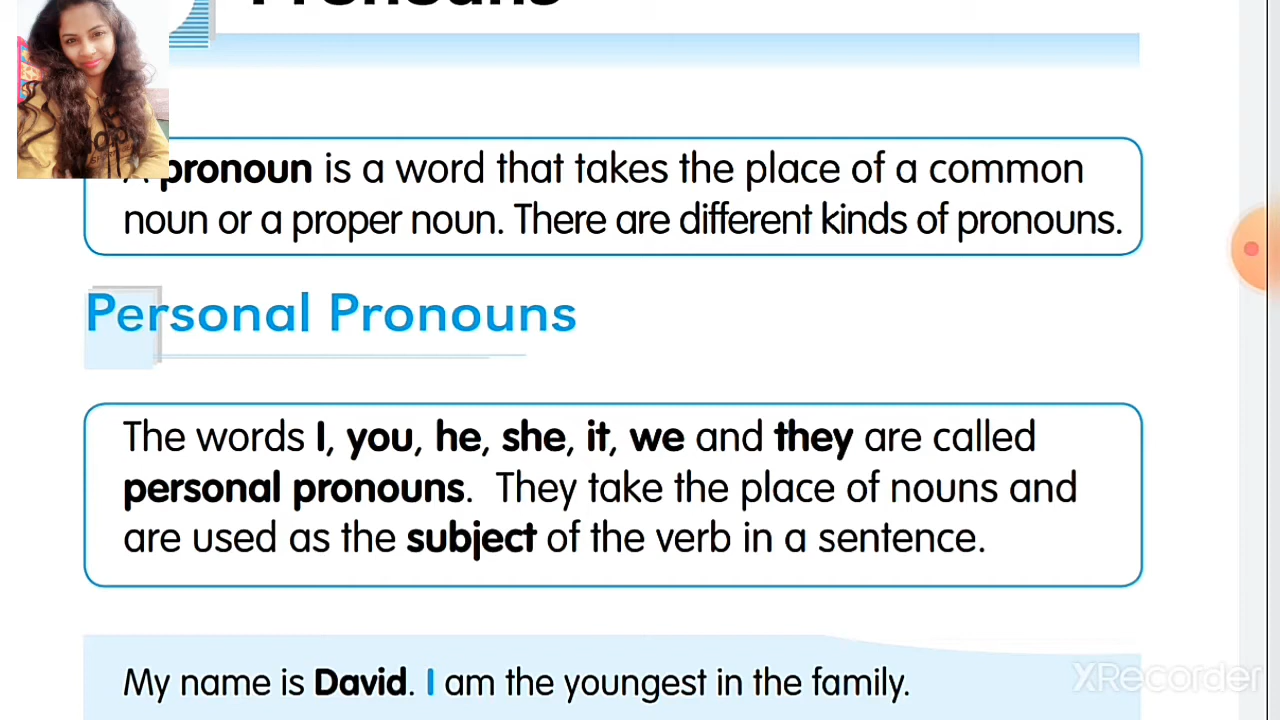 Pronouns
A pronoun is a word that takes the place of a common
noun or a proper noun. There are different kinds of pronouns.
Personal Pronouns
The words I, you, he, she, it, we and they are called
personal pronouns. They take the place of nouns and
are used as the subject of the verb in a sentence.
My name is David. I am the youngest in the family.
XRecorder